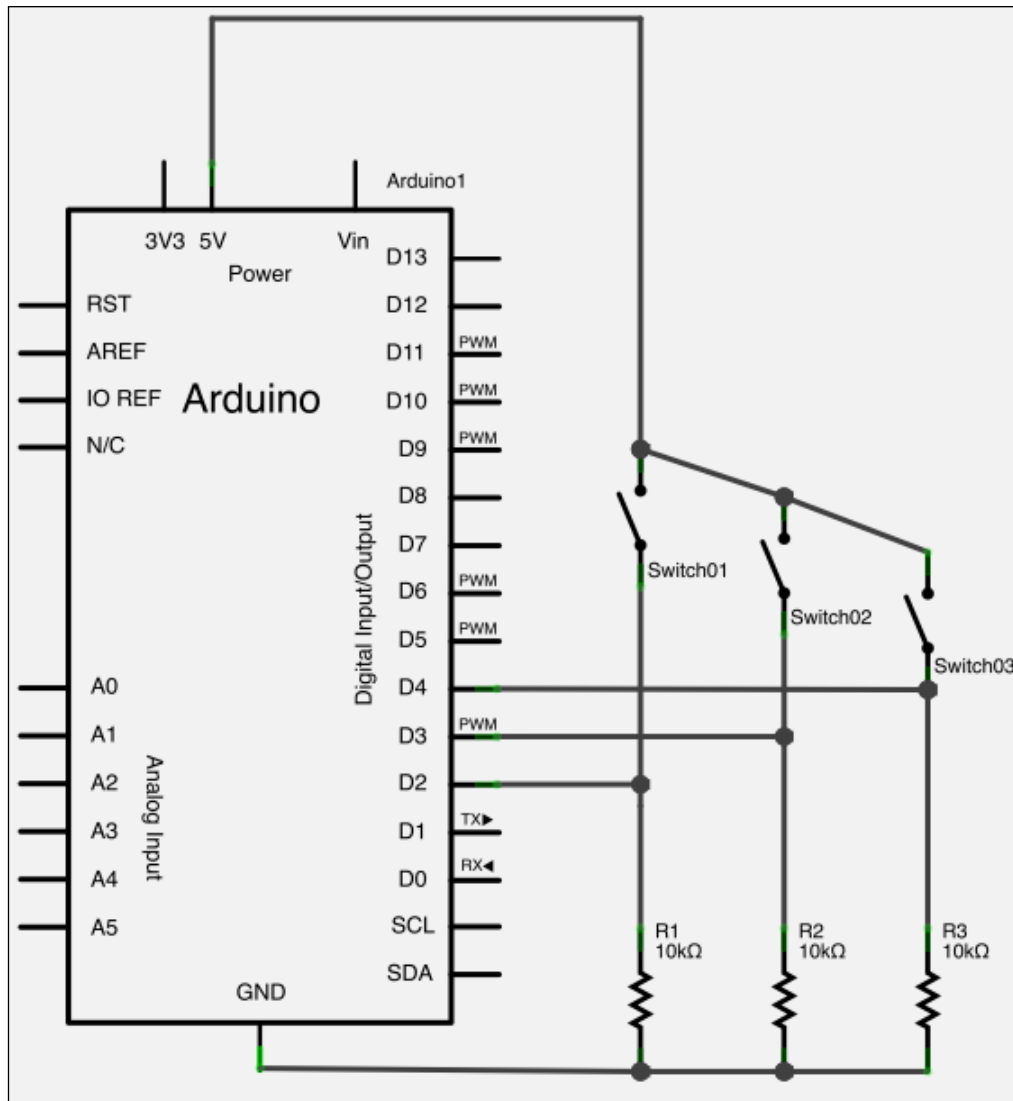 Arduino1
3V3 5V Vin
Power
RST
AREF
IO REF
N/C
Arduino
A0
A1
A2
A3
A4
A5
Analog Input
Digital Input/Output
D13
D12
D11 PWM
D10 PWM
D9 PWM
D8
D7
D6 PWM
D5 PWM
D4
D3 PWM
D2
D1 TX▶
D0 RX◀
SCL
SDA
GND
Switch01
Switch02
Switch03
R1
10kΩ
R2
10kΩ
R3
10kΩ